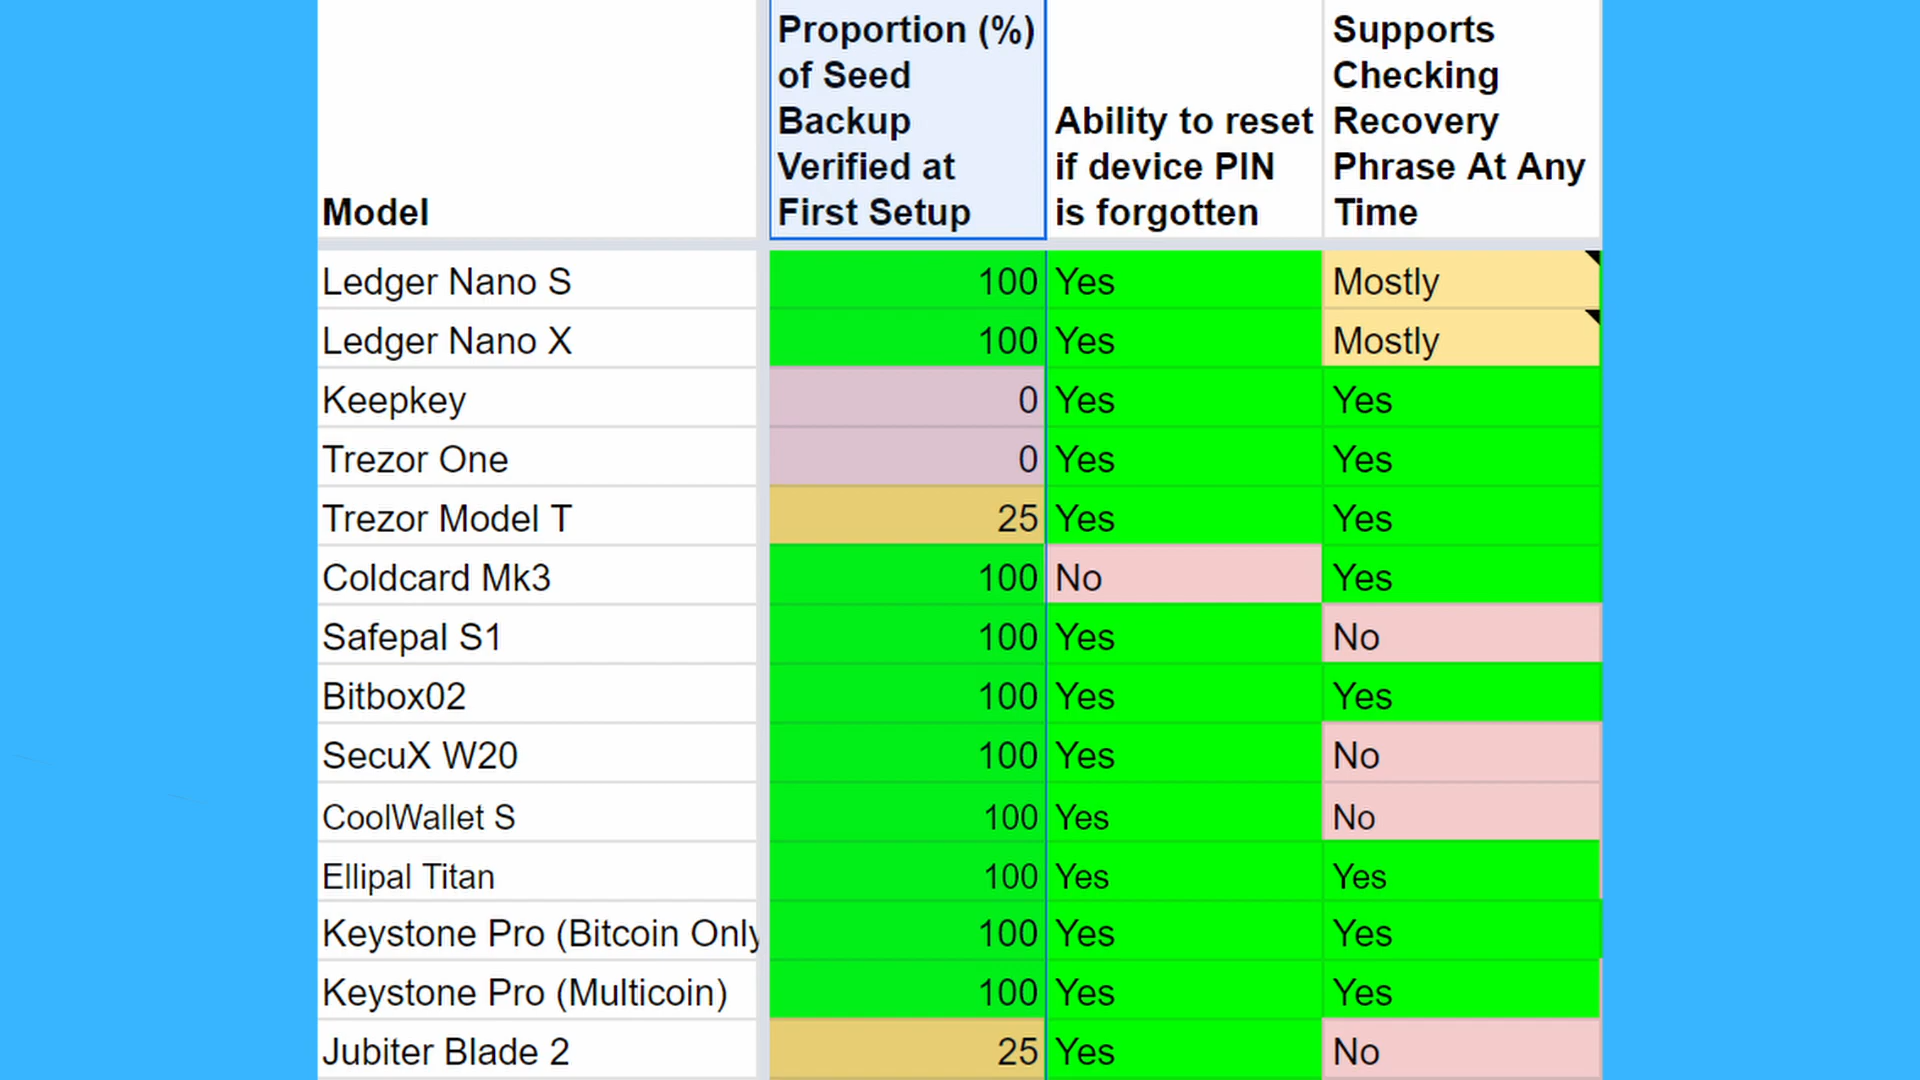 Model
Proportion (%)
of Seed
Backup
Verified at
First Setup
Ability to reset
if device PIN
is forgotten
Supports
Checking
Recovery
Phrase At Any
Time
Ledger Nano S 100 Yes Mostly
Ledger Nano X 100 Yes Mostly
Keepkey 0 Yes Yes
Trezor One 0 Yes Yes
Trezor Model T 25 Yes Yes
Coldcard Mk3 100 No Yes
Safepal S1 100 Yes No
Bitbox02 100 Yes Yes
SecuX W20 100 Yes No
CoolWallet S 100 Yes No
Ellipal Titan 100 Yes Yes
Keystone Pro (Bitcoin Only 100 Yes Yes
Keystone Pro (Multicoin) 100 Yes Yes
Jubiter Blade 2 25 Yes No